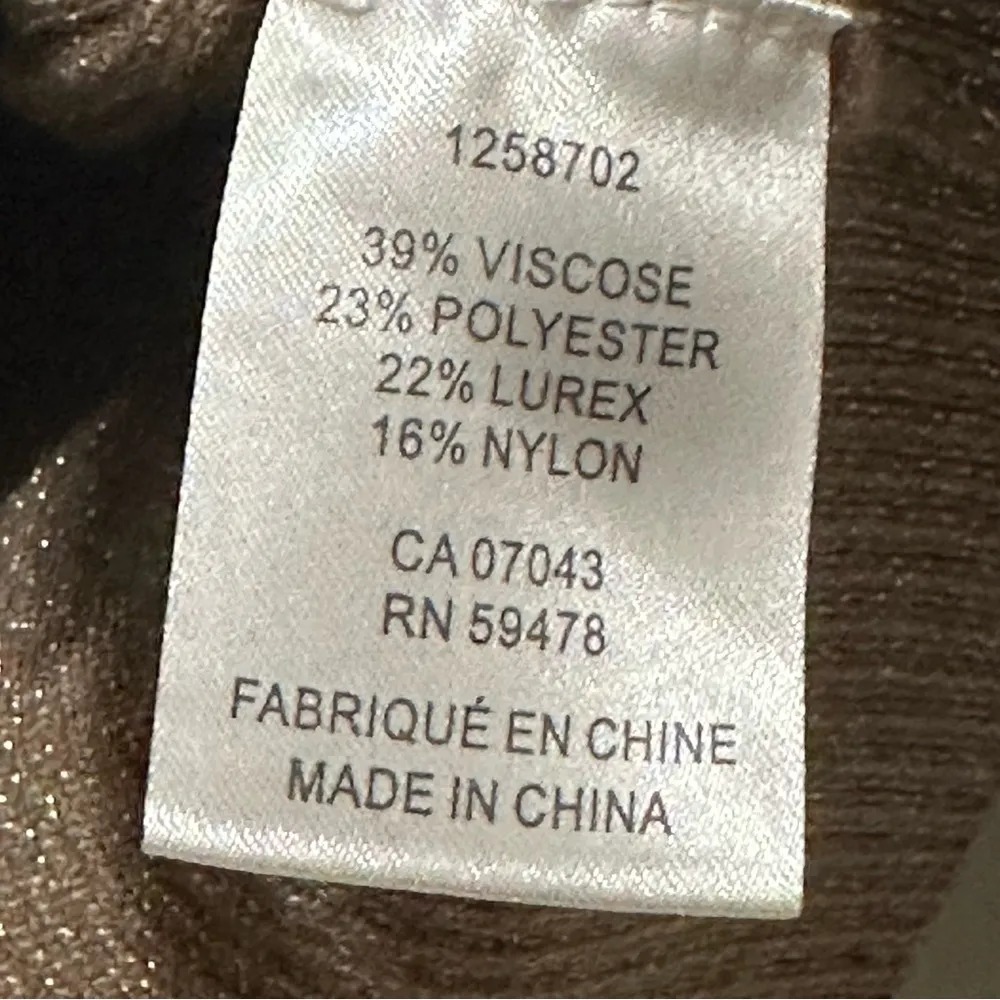 1258702
39% VISCOSE
23% POLYESTER
22% LUREX
16% NYLON
CA 07043
RN 59478
FABRIQUÉ EN CHINE
MADE IN CHINA